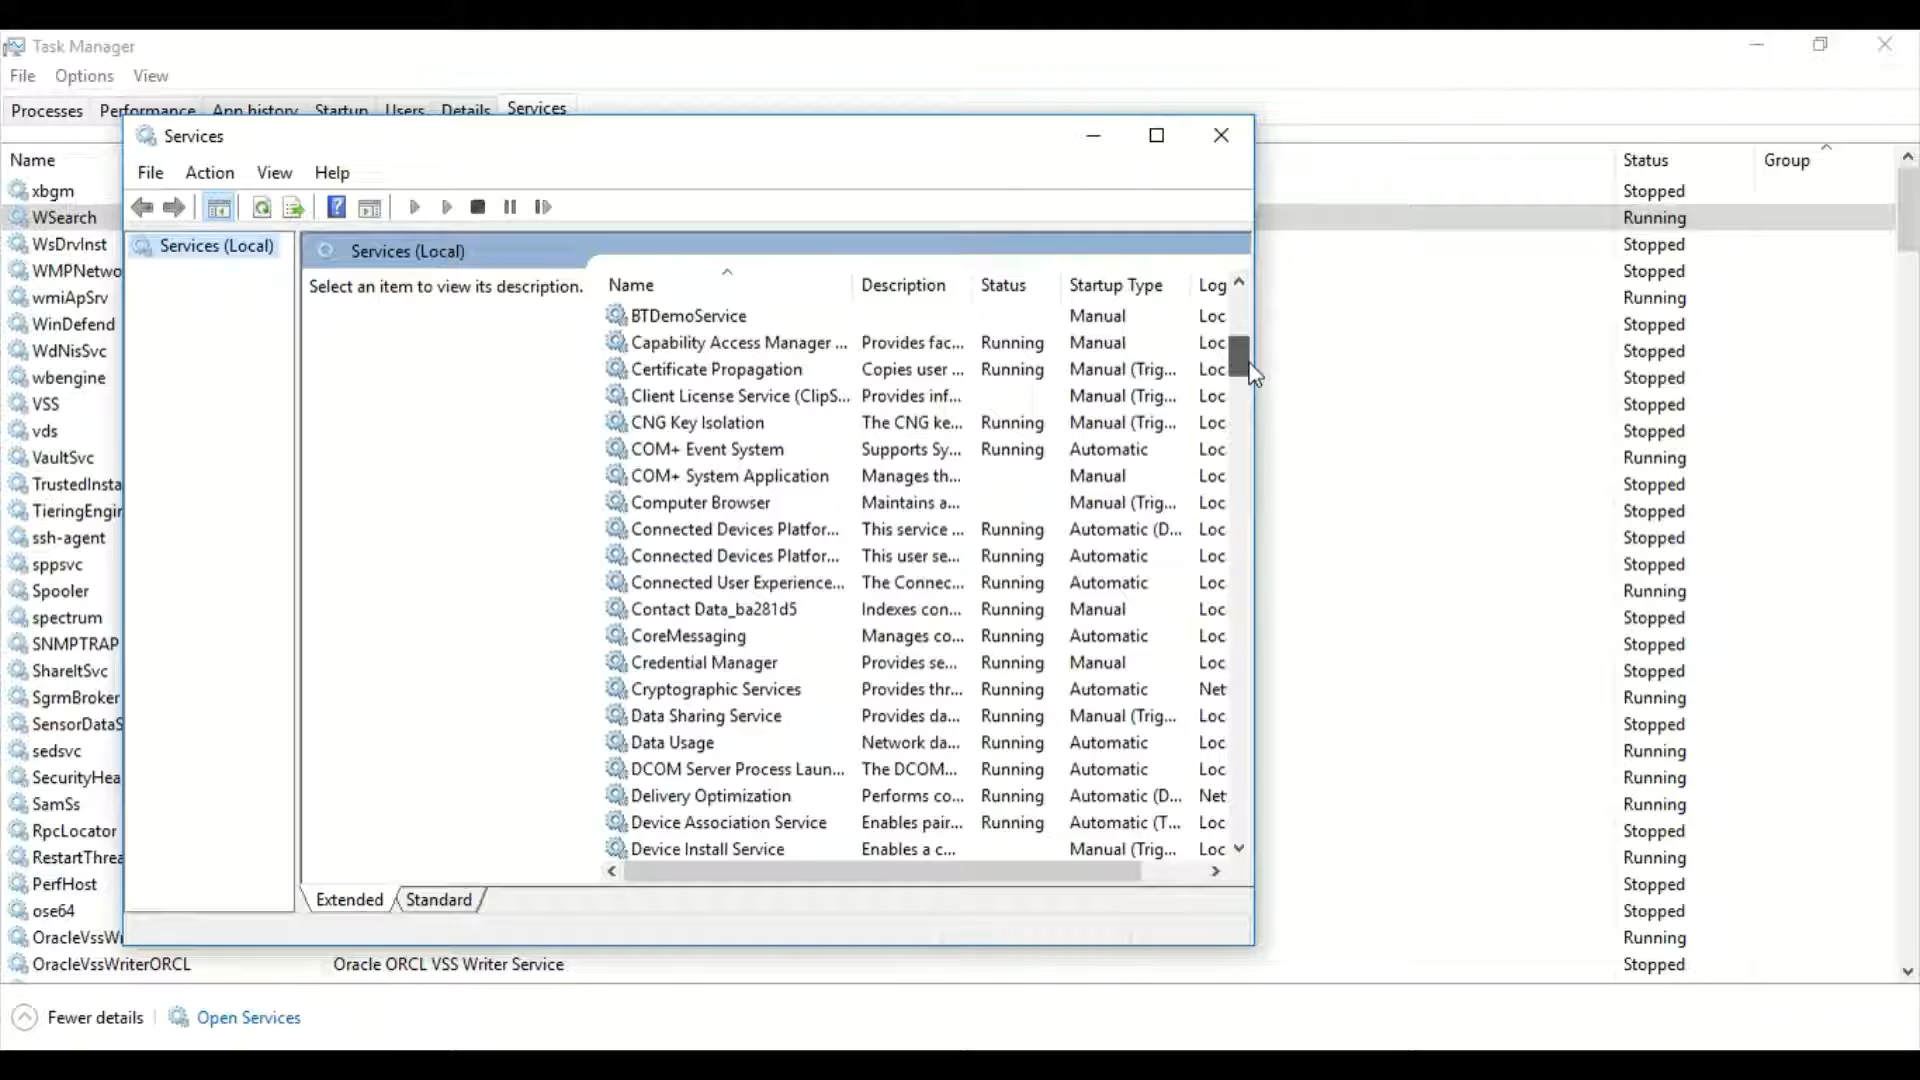 Task Manager
File Options View
Processes Performance App history Startup Users Details Services
Name Status Group
xbgm Stopped
WSearch Running
WsDrvInst Stopped
WMPNetwo Stopped
wmiApSrv Running
WinDefend Stopped
WdNisSvc Stopped
wbengine Stopped
VSS Stopped
vds Stopped
VaultSvc Running
TrustedInsta Stopped
TieringEngin Stopped
ssh-agent Stopped
sppsvc Stopped
Spooler Running
spectrum Stopped
SNMPTRAP Stopped
ShareItSvc Stopped
SgrmBroker Running
SensorDataS Stopped
sedsvc Running
SecurityHea Running
SamSs Running
RpcLocator Stopped
RestartThrea Running
PerfHost Stopped
ose64 Stopped
OracleVssWr Running
OracleVssWriterORCL Oracle ORCL VSS Writer Service Stopped
Fewer details Open Services
Services
File Action View Help
Services (Local)
Services (Local)
Select an item to view its description.
Name Description Status Startup Type Log
BTDemoService Manual Loc
Capability Access Manager ... Provides fac... Running Manual Loc
Certificate Propagation Copies user ... Running Manual (Trig... Loc
Client License Service (ClipS... Provides inf... Manual (Trig... Loc
CNG Key Isolation The CNG ke... Running Manual (Trig... Loc
COM+ Event System Supports Sy... Running Automatic Loc
COM+ System Application Manages th... Manual Loc
Computer Browser Maintains a... Manual (Trig... Loc
Connected Devices Platfor... This service ... Running Automatic (D... Loc
Connected Devices Platfor... This user se... Running Automatic Loc
Connected User Experience... The Connec... Running Automatic Loc
Contact Data_ba281d5 Indexes con... Running Manual Loc
CoreMessaging Manages co... Running Automatic Loc
Credential Manager Provides se... Running Manual Loc
Cryptographic Services Provides thr... Running Automatic Net
Data Sharing Service Provides da... Running Manual (Trig... Loc
Data Usage Network da... Running Automatic Loc
DCOM Server Process Laun... The DCOM... Running Automatic Loc
Delivery Optimization Performs co... Running Automatic (D... Net
Device Association Service Enables pair... Running Automatic (T... Loc
Device Install Service Enables a c... Manual (Trig... Loc
Extended Standard